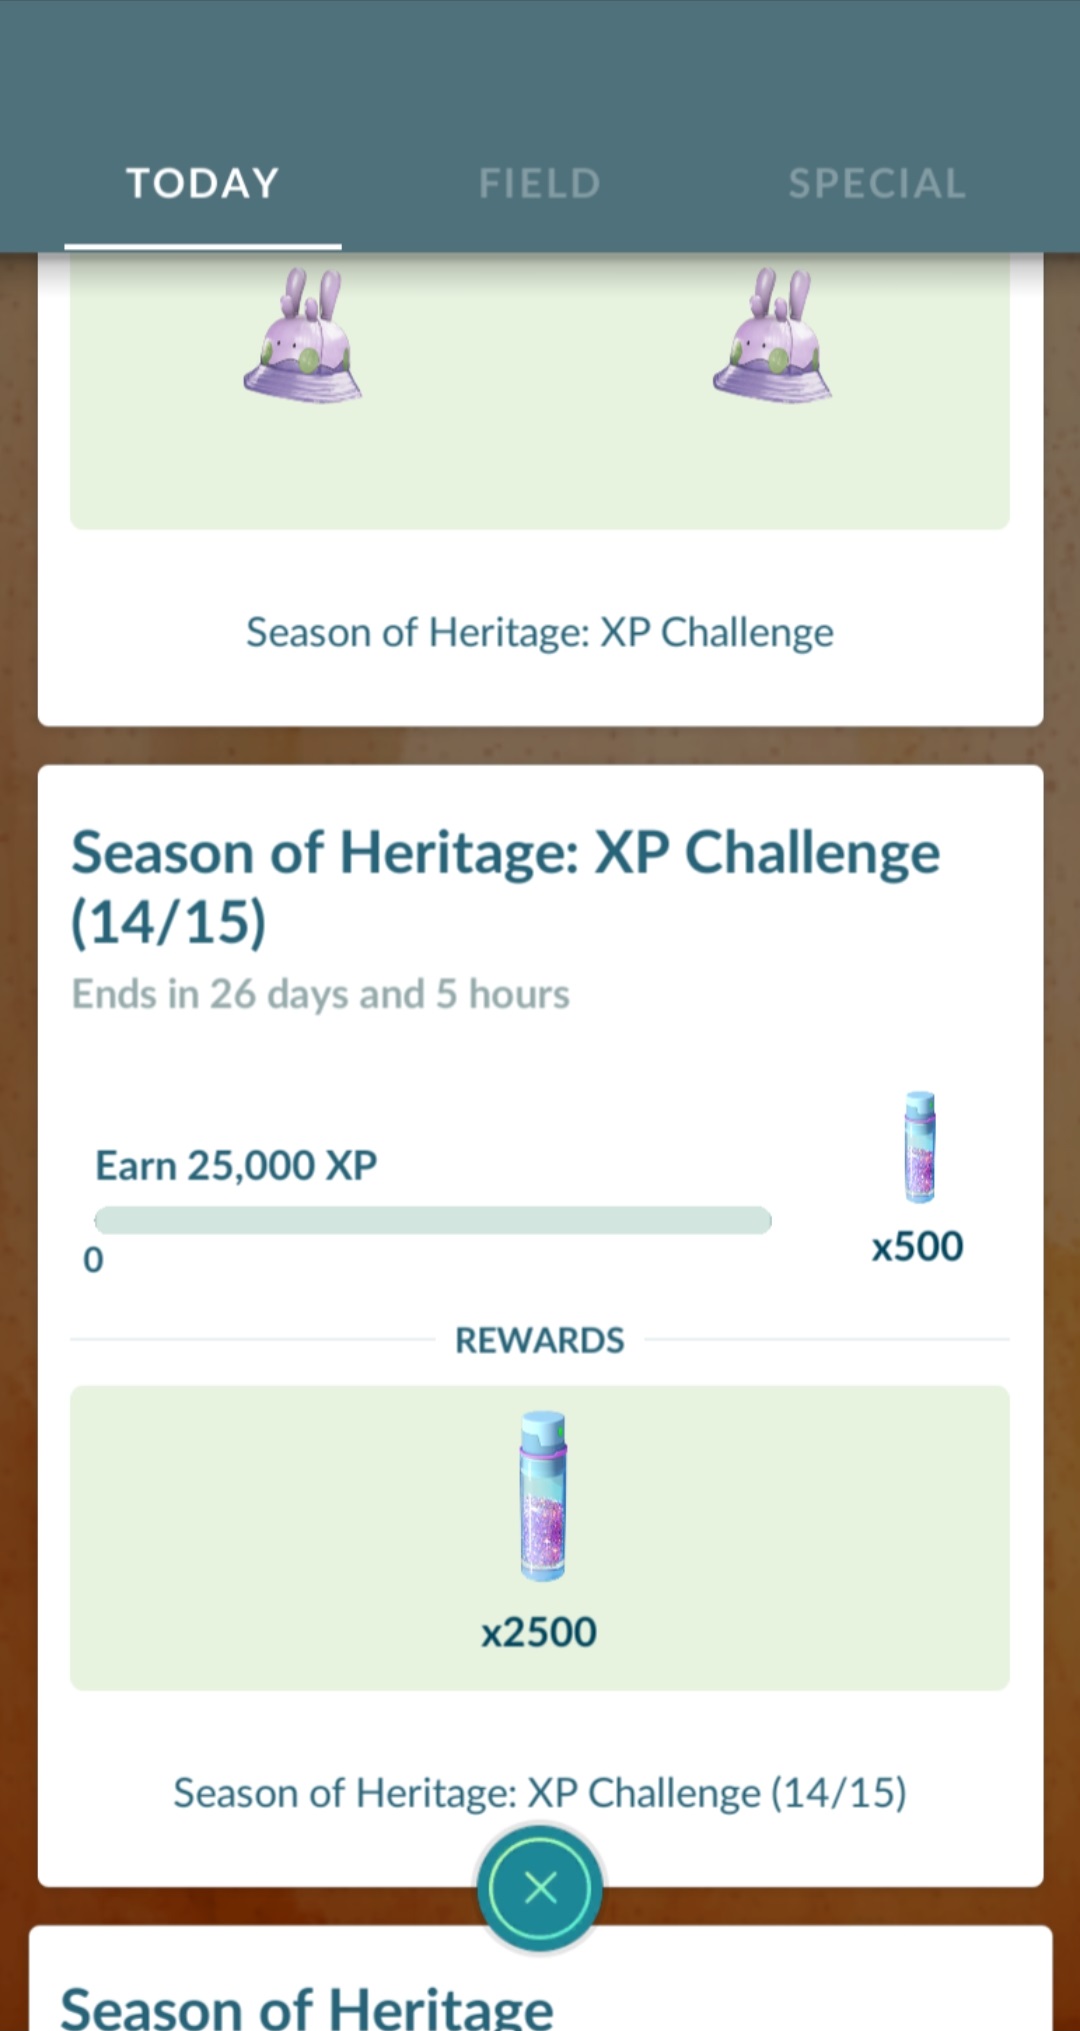 TODAY
FIELD
SPECIAL
Season of Heritage: XP Challenge
Season of Heritage: XP Challenge
(14/15)
Ends in 26 days and 5 hours
Earn 25,000 XP
0
x500
REWARDS
x2500
Season of Heritage: XP Challenge (14/15)
Season of Heritage